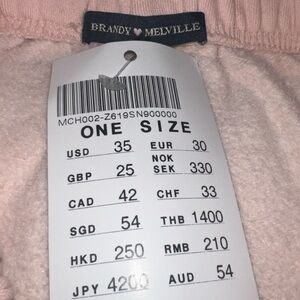 BRANDY ♥ MELVILLE
MCH002-Z619SN900000
ONE SIZE
USD 35 EUR 30
GBP 25 NOK SEK 330
CAD 42 CHF 33
SGD 54 THB 1400
HKD 250 RMB 210
JPY 4200 AUD 54